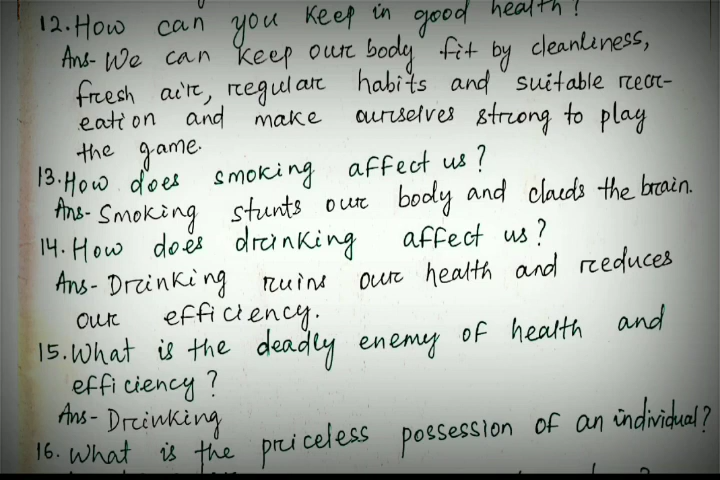 12. How can you keep in good health?
Ans- We can keep our body fit by cleanliness,
fresh air, regular habits and suitable recr-
eation and make ourselves strong to play
the game.
13. How does smoking affect us?
Ans- Smoking stunts our body and clouds the brain.
14. How does drinking affect us?
Ans- Drinking ruins our health and reduces
our efficiency.
15. What is the deadly enemy of health and
efficiency?
Ans- Drinking
16. What is the priceless possession of an individual?